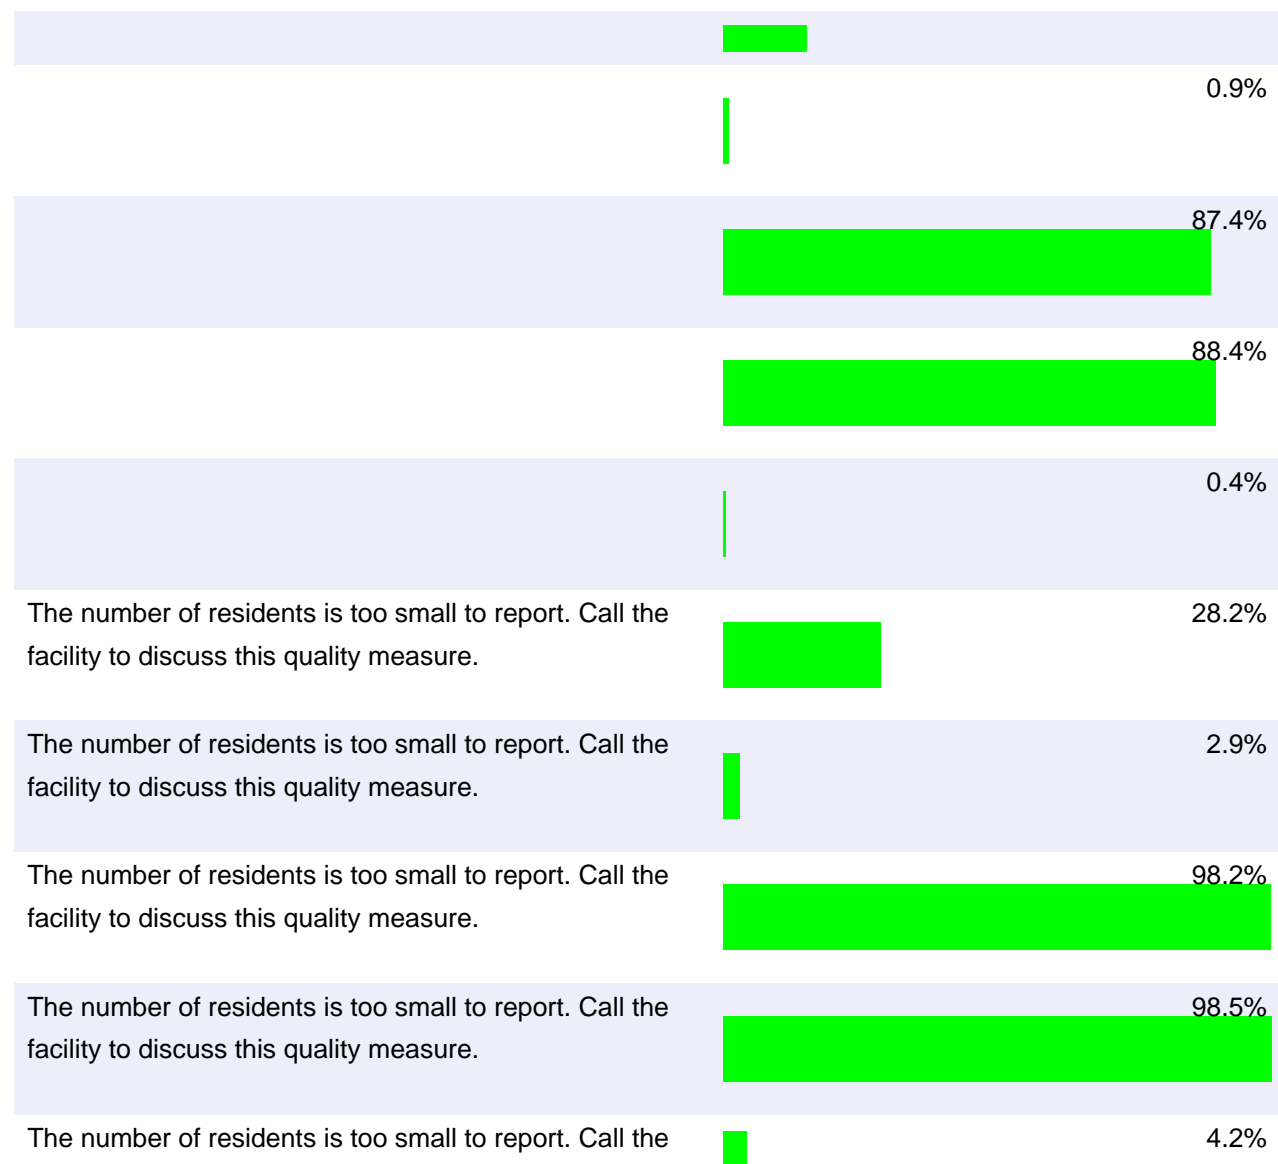 0.9%
87.4%
88.4%
0.4%
The number of residents is too small to report. Call the 28.2%
facility to discuss this quality measure.
The number of residents is too small to report. Call the 2.9%
facility to discuss this quality measure.
The number of residents is too small to report. Call the 98.2%
facility to discuss this quality measure.
The number of residents is too small to report. Call the 98.5%
facility to discuss this quality measure.
The number of residents is too small to report. Call the 4.2%